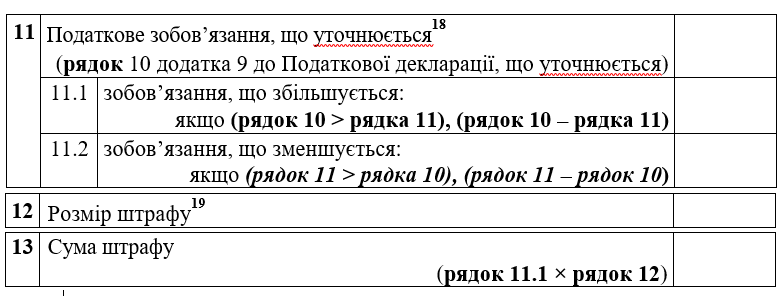 11 Податкове зобов’язання, що уточнюється18
(рядок 10 додатка 9 до Податкової декларації, що уточнюється)
11.1 зобов’язання, що збільшується:
якщо (рядок 10 > рядка 11), (рядок 10 – рядка 11)
11.2 зобов’язання, що зменшується:
якщо (рядок 11 > рядка 10), (рядок 11 – рядок 10)
12 Розмір штрафу19
13 Сума штрафу
(рядок 11.1 × рядок 12)